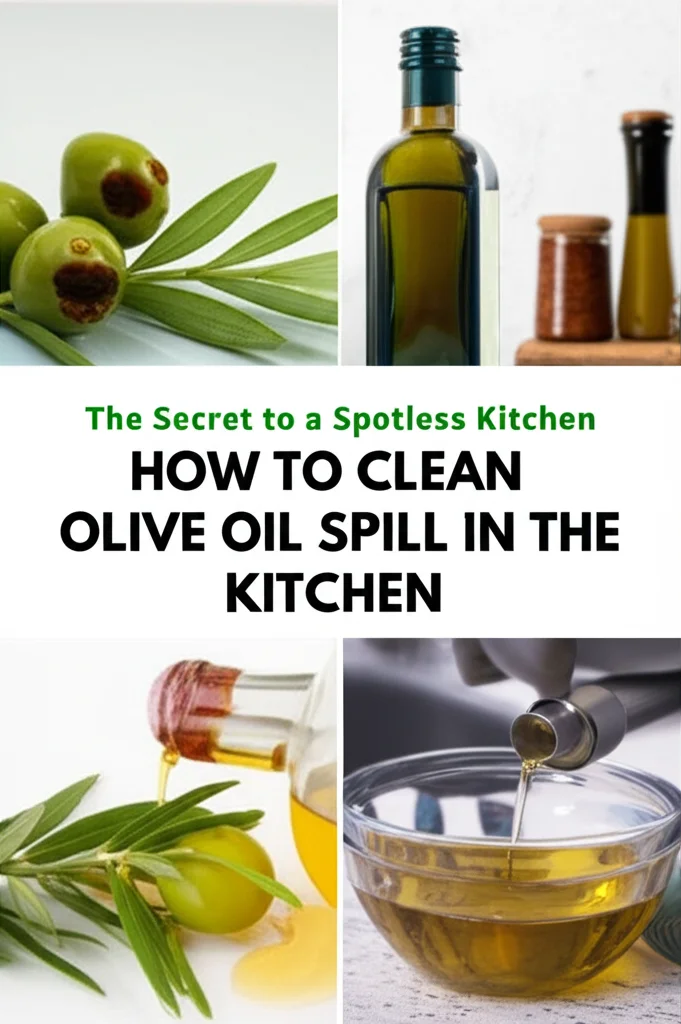 The Secret to a Spotless Kitchen
HOW TO CLEAN
OLIVE OIL SPILL IN THE
KITCHEN